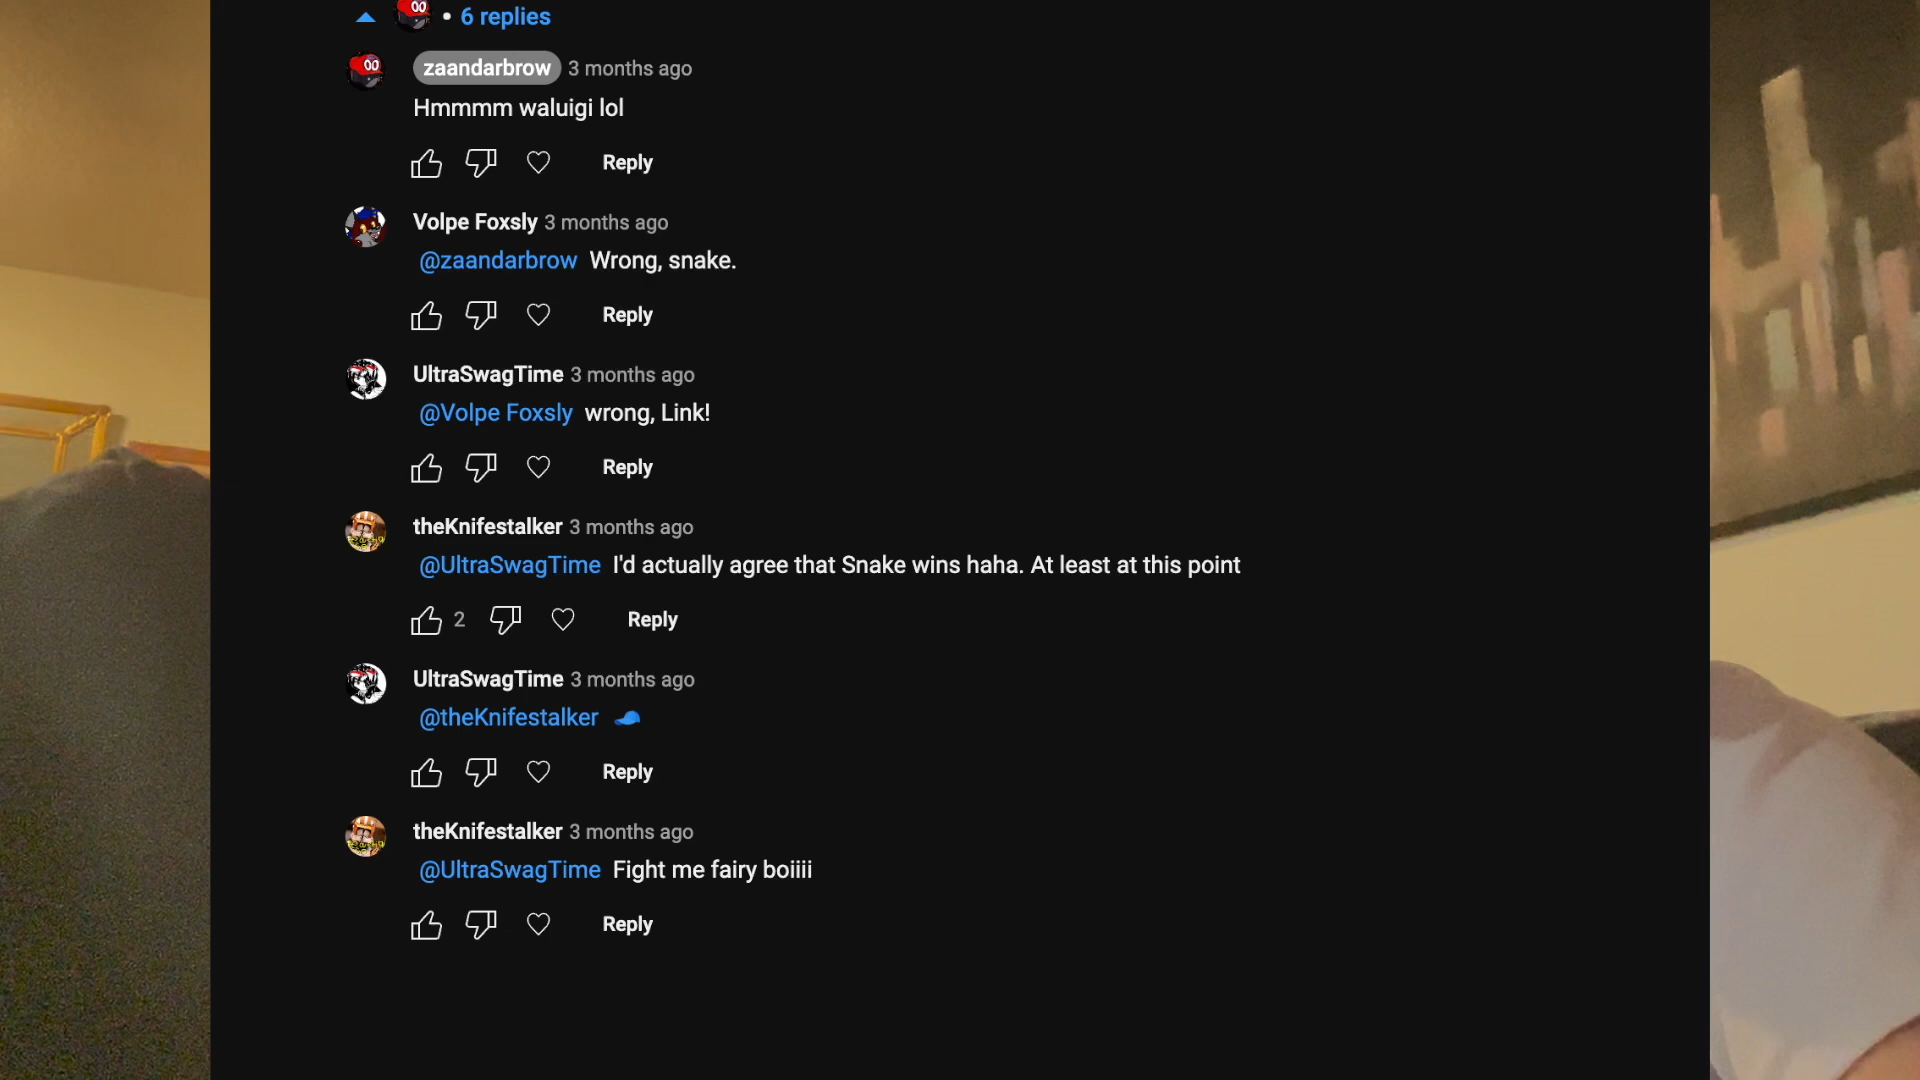 • 6 replies
zaandarbrow 3 months ago
Hmmmm waluigi lol
Reply
Volpe Foxsly 3 months ago
@zaandarbrow Wrong, snake.
Reply
UltraSwagTime 3 months ago
@Volpe Foxsly wrong, Link!
Reply
theKnifestalker 3 months ago
@UltraSwagTime I'd actually agree that Snake wins haha. At least at this point
2 Reply
UltraSwagTime 3 months ago
@theKnifestalker 🧢
Reply
theKnifestalker 3 months ago
@UltraSwagTime Fight me fairy boiiii
Reply